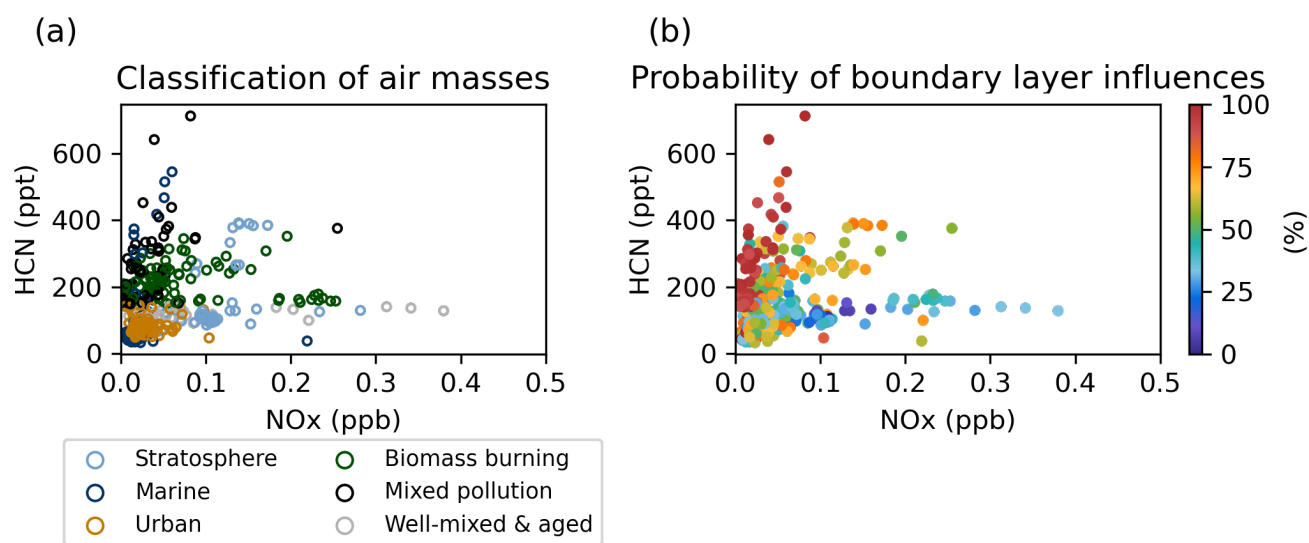 (a)
Classification of air masses
HCN (ppt)
600
400
200
0
0.0 0.1 0.2 0.3 0.4 0.5
NOx (ppb)
Stratosphere
Marine
Urban
Biomass burning
Mixed pollution
Well-mixed & aged
(b)
Probability of boundary layer influences
HCN (ppt)
600
400
200
0
0.0 0.1 0.2 0.3 0.4 0.5
NOx (ppb)
100
75
50
25
0
(%)